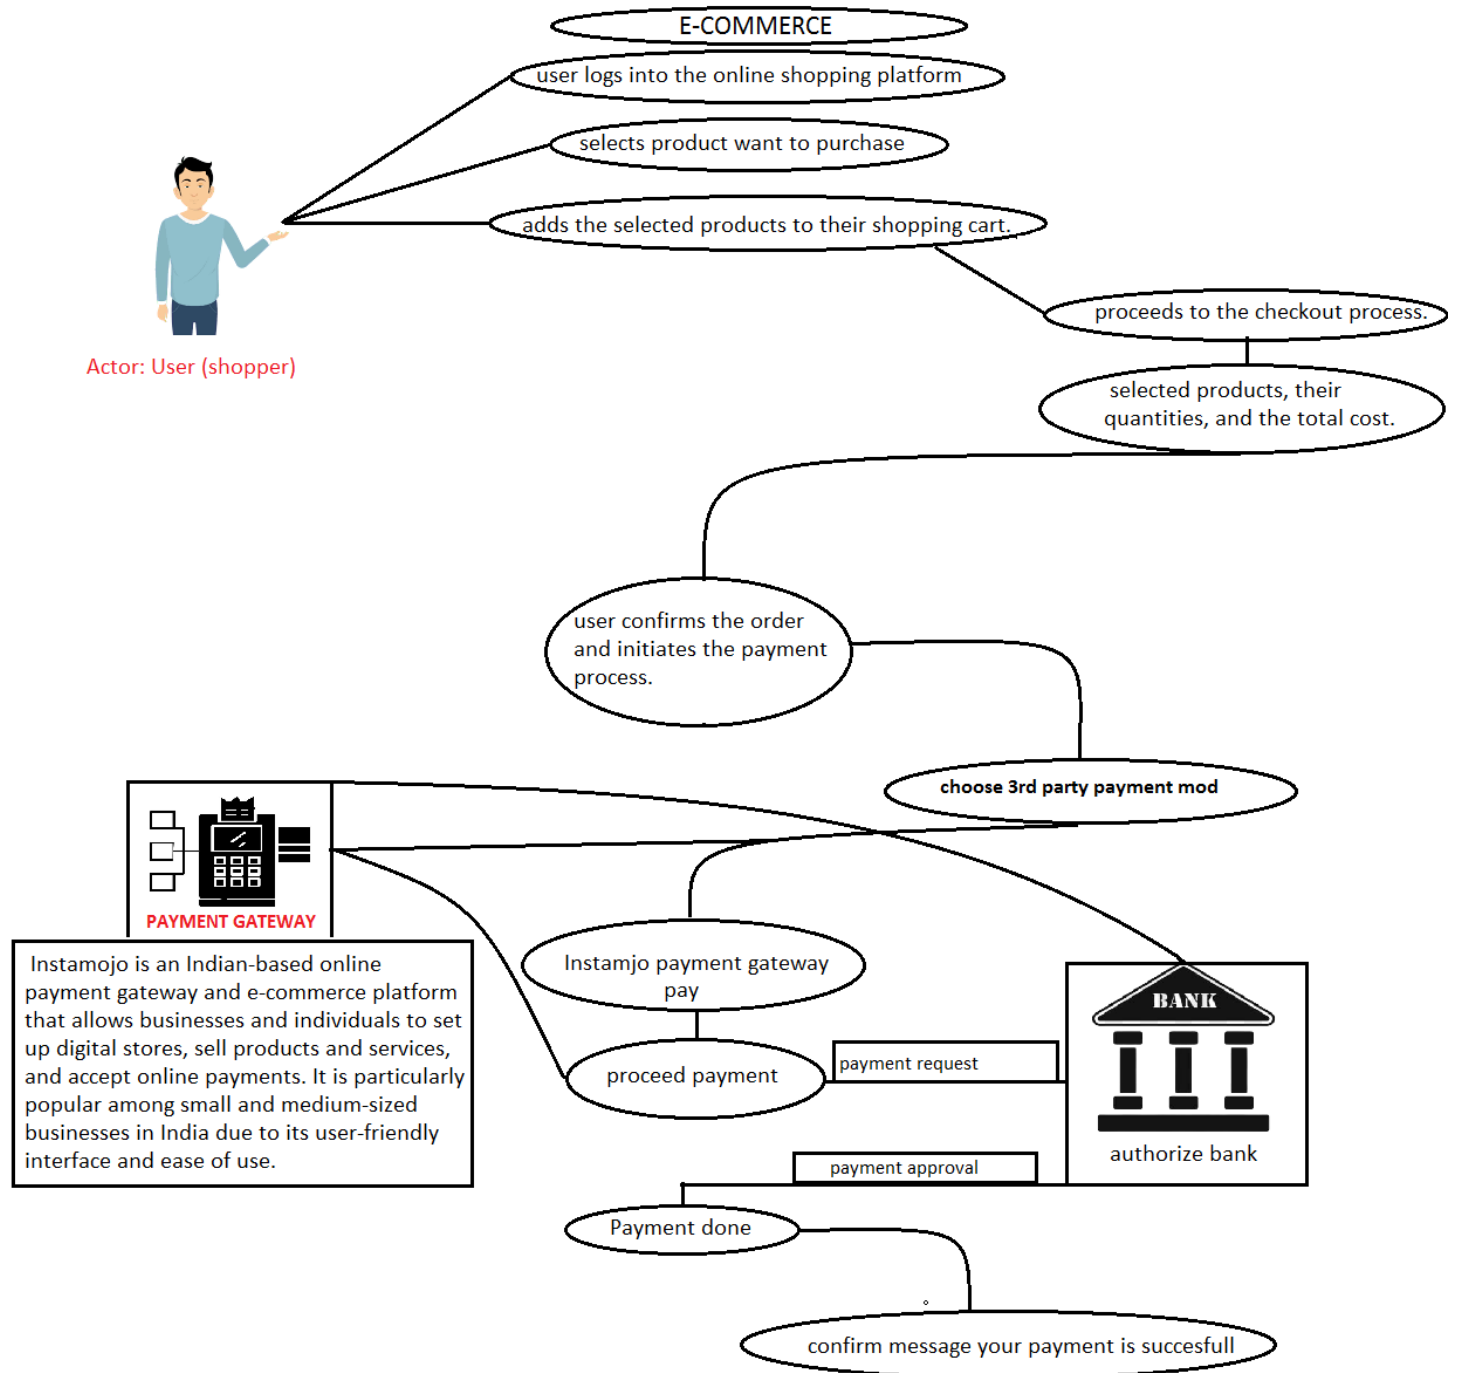 E-COMMERCE
user logs into the online shopping platform
selects product want to purchase
adds the selected products to their shopping cart.
proceeds to the checkout process.
Actor: User (shopper)
selected products, their
quantities, and the total cost.
user confirms the order
and initiates the payment
process.
choose 3rd party payment mod
PAYMENT GATEWAY
Instamojo is an Indian-based online
payment gateway and e-commerce platform
that allows businesses and individuals to set
up digital stores, sell products and services,
and accept online payments. It is particularly
popular among small and medium-sized
businesses in India due to its user-friendly
interface and ease of use.
Instamjo payment gateway
pay
proceed payment
payment request
BANK
authorize bank
payment approval
Payment done
confirm message your payment is succesfull